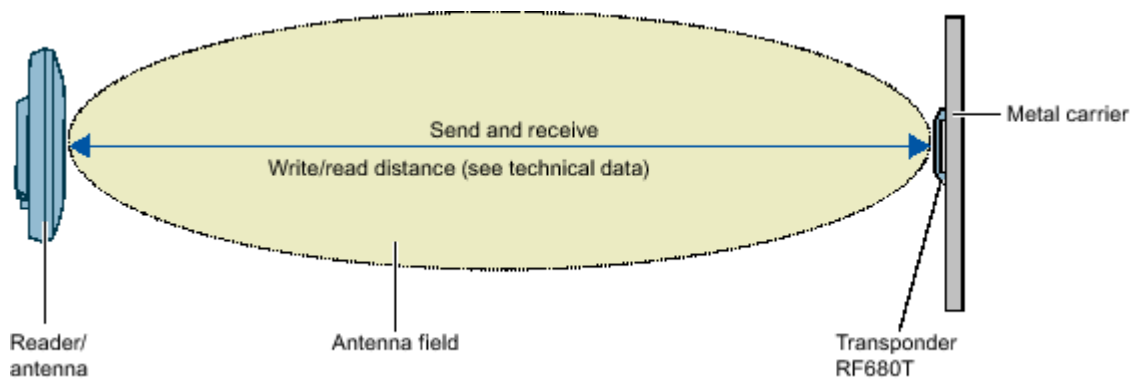 Send and receive
Write/read distance (see technical data)
Metal carrier
Reader/
antenna
Antenna field
Transponder
RF680T